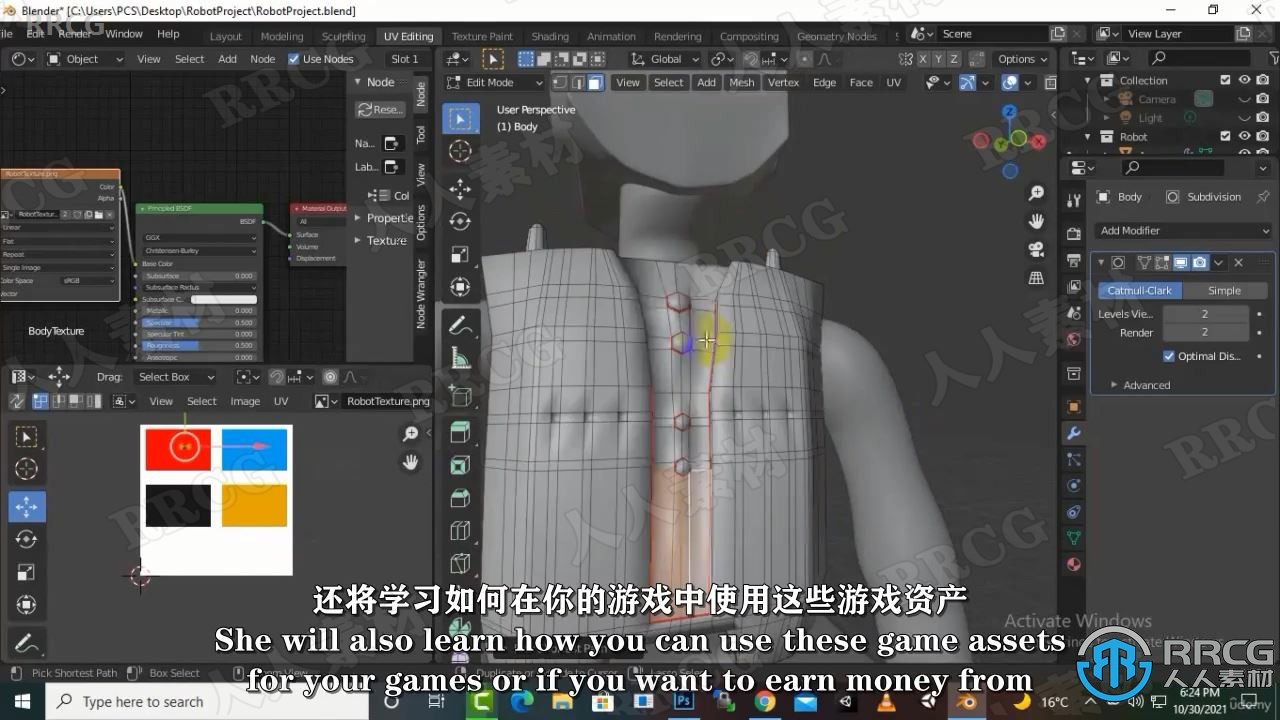 Blender* [C:\Users\PCS\Desktop\RobotProject\RobotProject.blend]
Edit Render Window Help
Layout Modeling Sculpting UV Editing Texture Paint Shading Animation Rendering Compositing Geometry Nodes
Scene
View Layer
Object View Select Add Node Use Nodes Slot 1
Global
X Y Z
Options
Edit Mode View Select Add Mesh Vertex Edge Face UV
User Perspective
(1) Body
Node
Rese...
Na...
Lab...
Col
Properti
Texture
Node
Tool
View
Options
Node Wrangler
RobotTexture.png
Color
Alpha
RobotTextur... 2
Linear
Flat
Repeat
Single Image
Color Space sRGB
Vector
Principled BSDF
BSDF
GGX
Christensen-Burley
Base Color
Subsurface 0.000
Subsurface Radius
Subsurface C...
Metallic 0.000
Specular 0.500
Specular Tint 0.000
Roughness 0.500
Anisotropic 0.000
Material Output
All
Surface
Volume
Displacement
BodyTexture
Drag: Select Box
View Select Image UV RobotTexture.png
Collection
Camera
Light
Robot
Body Subdivision
Add Modifier
Catmull-Clark Simple
Levels Vie... 2
Render 2
Optimal Dis...
Advanced
还将学习如何在你的游戏中使用这些游戏资产
She will also learn how you can use these game assets
for your games or if you want to earn money from
Activate Windows
Pick Shortest Path Box Select
Type here to search
16°C
6:24 PM
10/30/2021
RRCG
人人素材
ûdemy